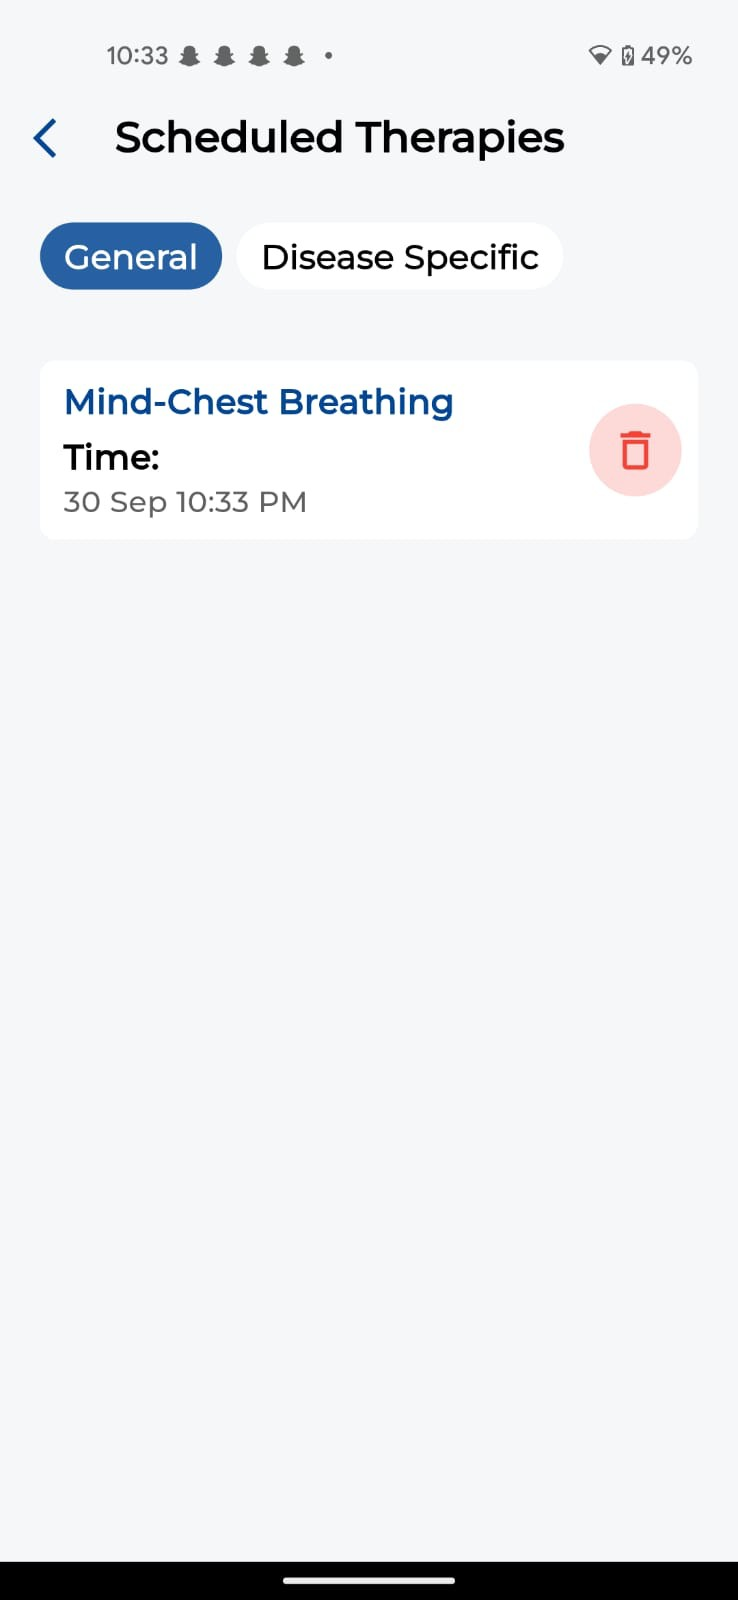 10:33
49%
Scheduled Therapies
General
Disease Specific
Mind-Chest Breathing
Time:
30 Sep 10:33 PM